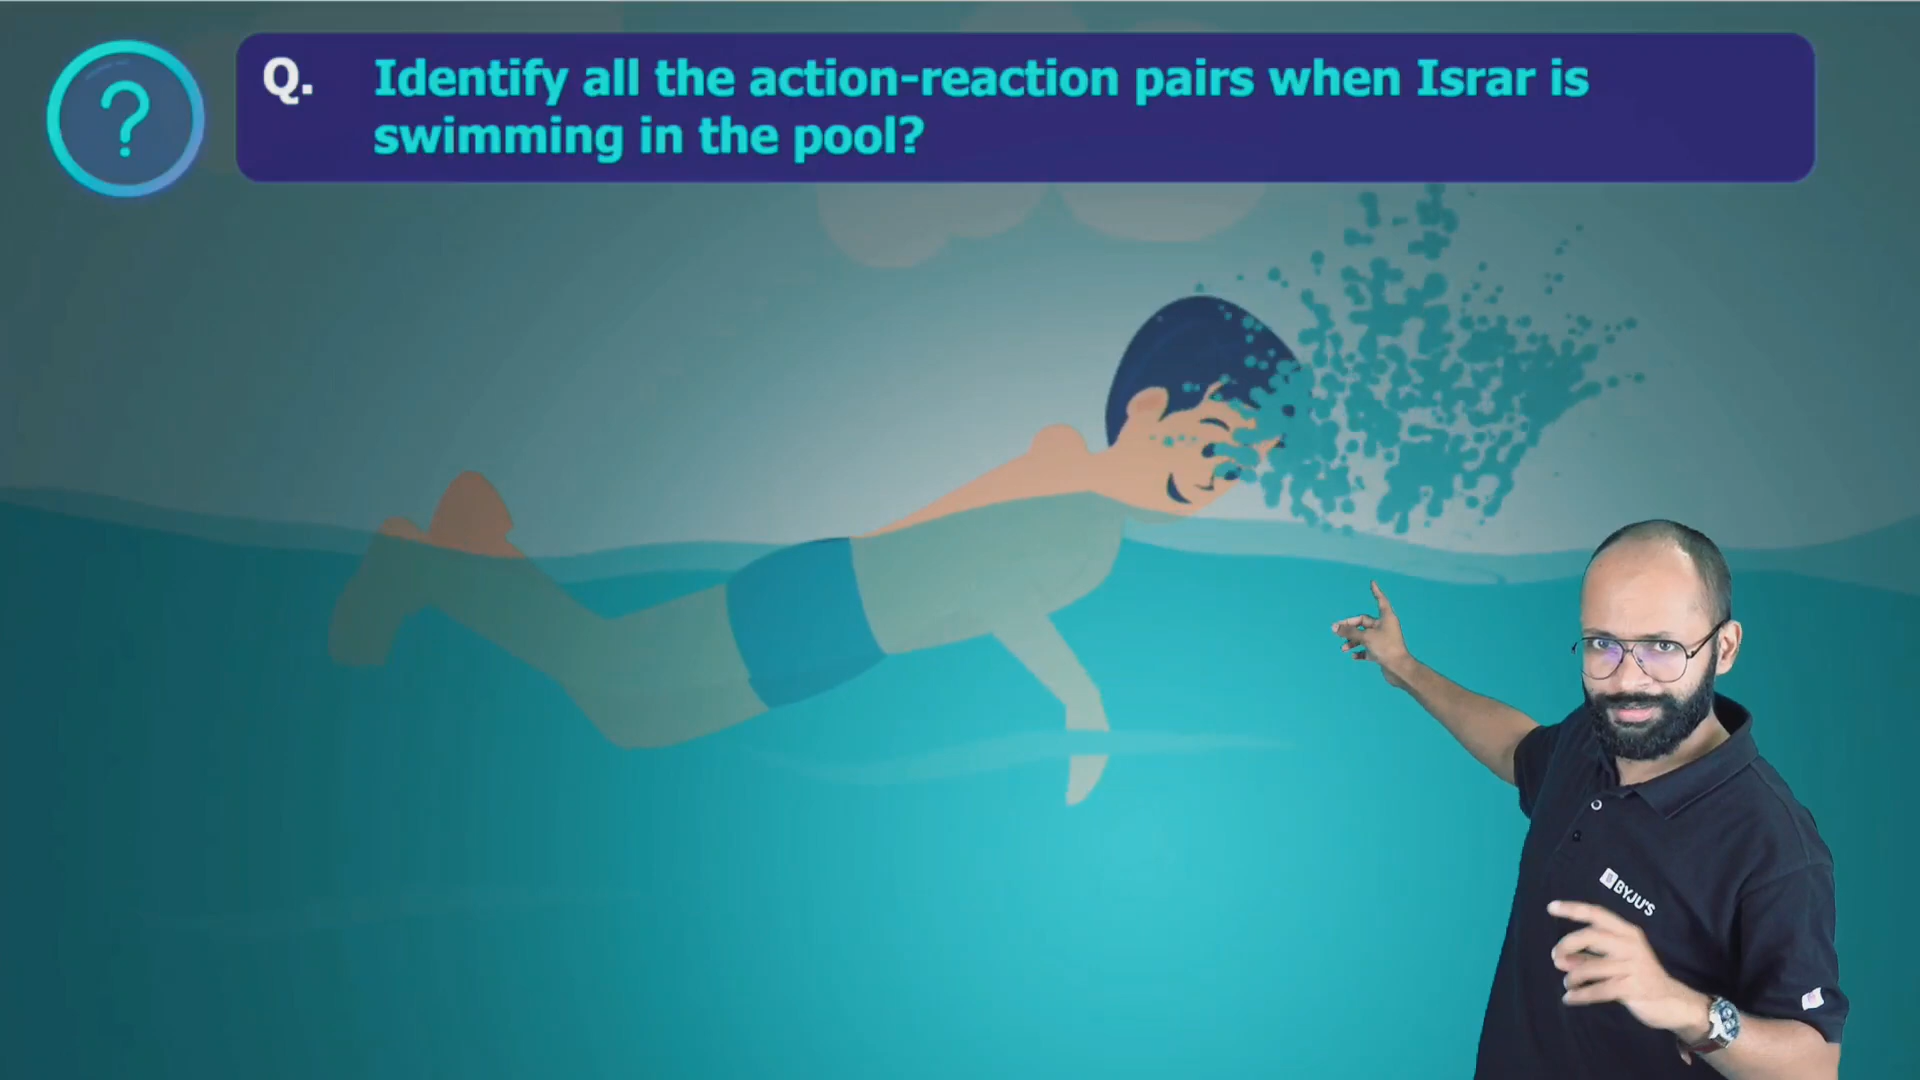 ?
Q. Identify all the action-reaction pairs when Israr is
swimming in the pool?
BYJU'S